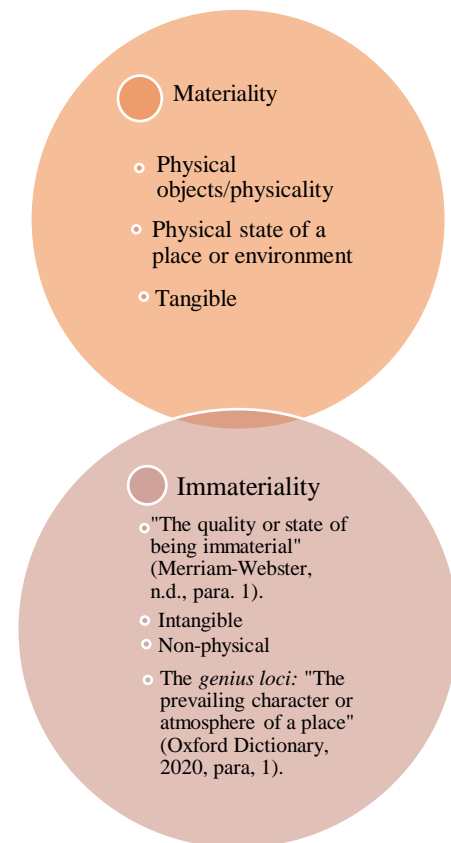 Materiality
Physical
objects/physicality
Physical state of a
place or environment
Tangible
Immateriality
"The quality or state of
being immaterial"
(Merriam-Webster,
n.d., para. 1).
Intangible
Non-physical
The genius loci: "The
prevailing character or
atmosphere of a place"
(Oxford Dictionary,
2020, para, 1).